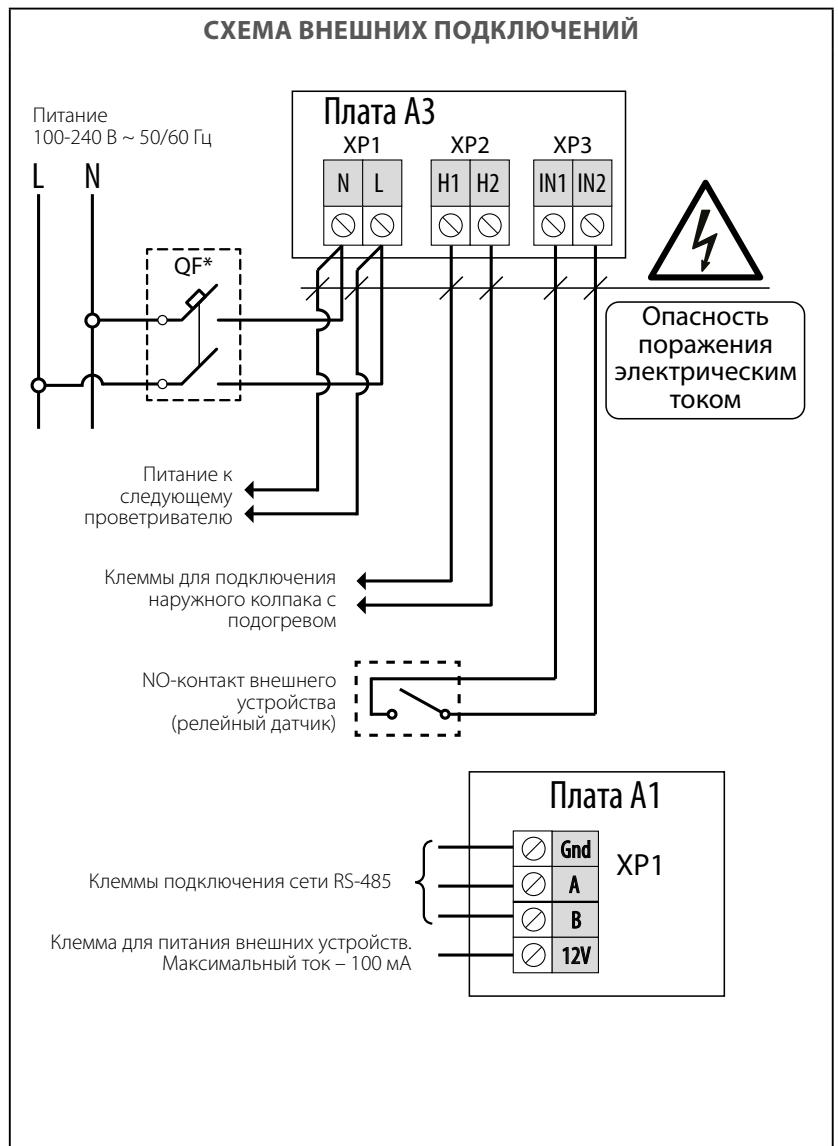 СХЕМА ВНЕШНИХ ПОДКЛЮЧЕНИЙ
Питание
100-240 В ~ 50/60 Гц
L N
QF*
Плата А3
XP1 XP2 XP3
N L H1 H2 IN1 IN2
Опасность
поражения
электрическим
током
Питание к
следующему
проветривателю
Клеммы для подключения
наружного колпака с
подогревом
NO-контакт внешнего
устройства
(релейный датчик)
Плата А1
XP1
Gnd
A
B
12V
Клеммы подключения сети RS-485
Клемма для питания внешних устройств.
Максимальный ток – 100 мА